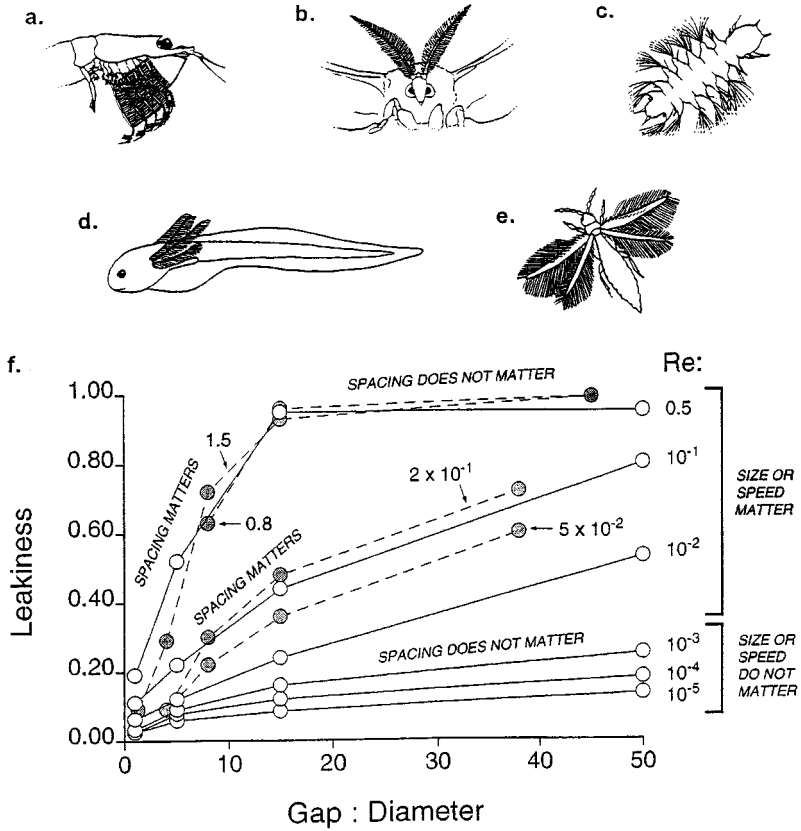 a.
b.
c.
d.
e.
f.
Re:
SPACING DOES NOT MATTER
1.00
0.80
0.60
0.40
0.20
0.00
Leakiness
SPACING MATTERS
1.5
0.8
SPACING MATTERS
2 x 10⁻¹
5 x 10⁻²
SPACING DOES NOT MATTER
0.5
10⁻¹
10⁻²
10⁻³
10⁻⁴
10⁻⁵
SIZE OR
SPEED
MATTER
SIZE OR
SPEED
DO NOT
MATTER
0
10
20
30
40
50
Gap : Diameter